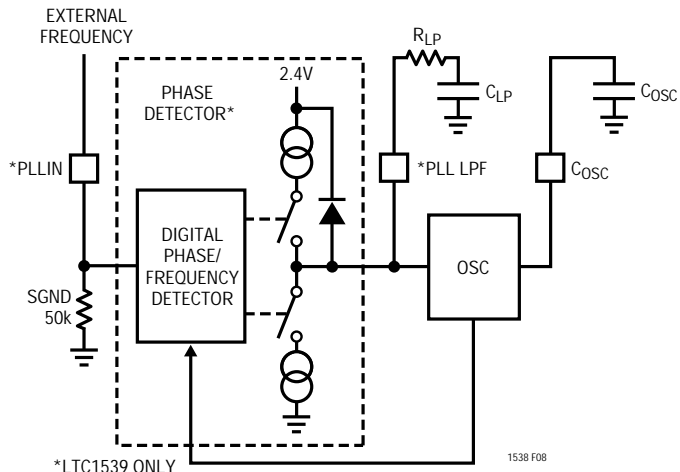 EXTERNAL
FREQUENCY
PHASE
DETECTOR*
2.4V
RLP
CLP
COSC
*PLLIN
*PLL LPF
COSC
DIGITAL
PHASE/
FREQUENCY
DETECTOR
OSC
SGND
50k
*LTC1539 ONLY
1538 F08